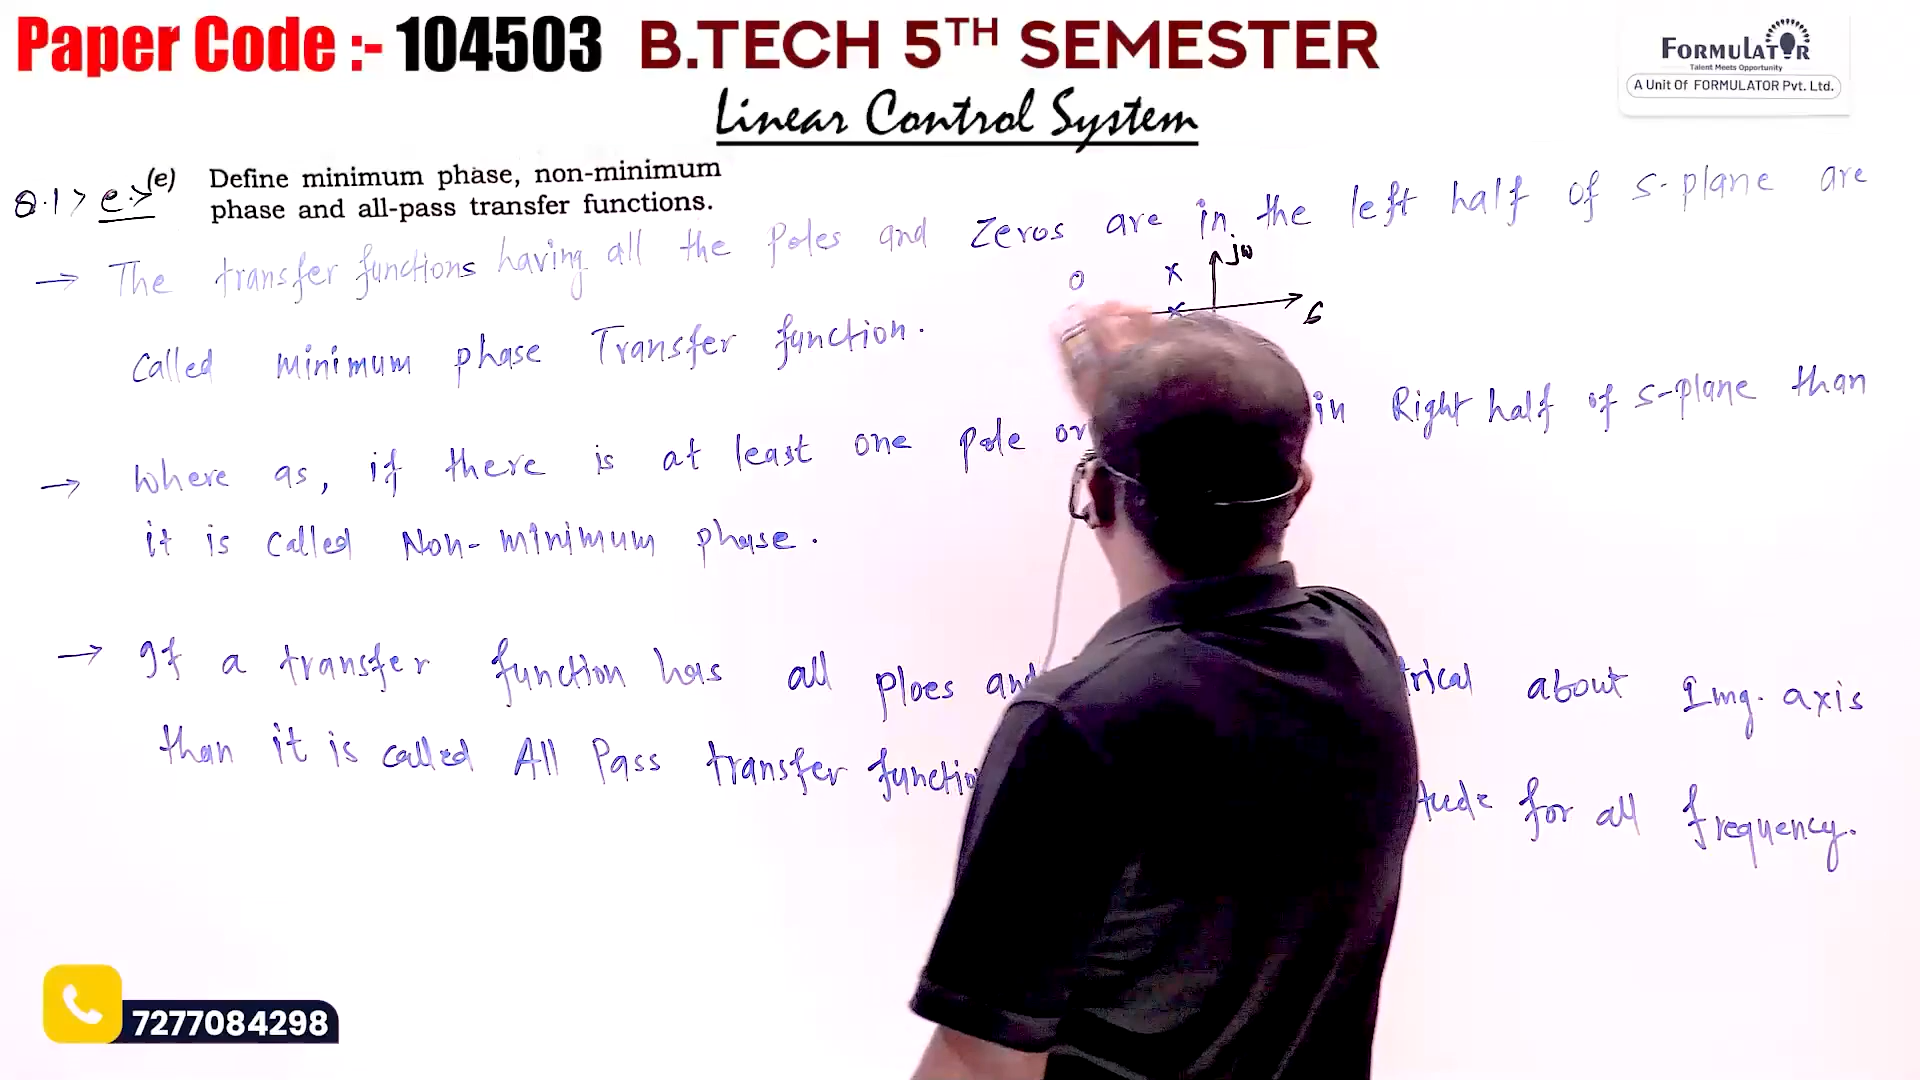 Paper Code :- 104503 B.TECH 5TH SEMESTER
FORMULATOR
Talent Meets Opportunity
A Unit Of FORMULATOR Pvt. Ltd.
Linear Control System
Q.1> e.> (e) Define minimum phase, non-minimum
phase and all-pass transfer functions.
→ The transfer functions having all the Poles and Zeros are in the left half of s-plane are
jω
σ
Called minimum phase Transfer function.
→ Where as, if there is at least one pole or in Right half of s-plane than
it is Called Non-minimum phase.
→ If a transfer function has all ploes and about Img. axis
than it is called All Pass transfer for all frequency.
7277084298